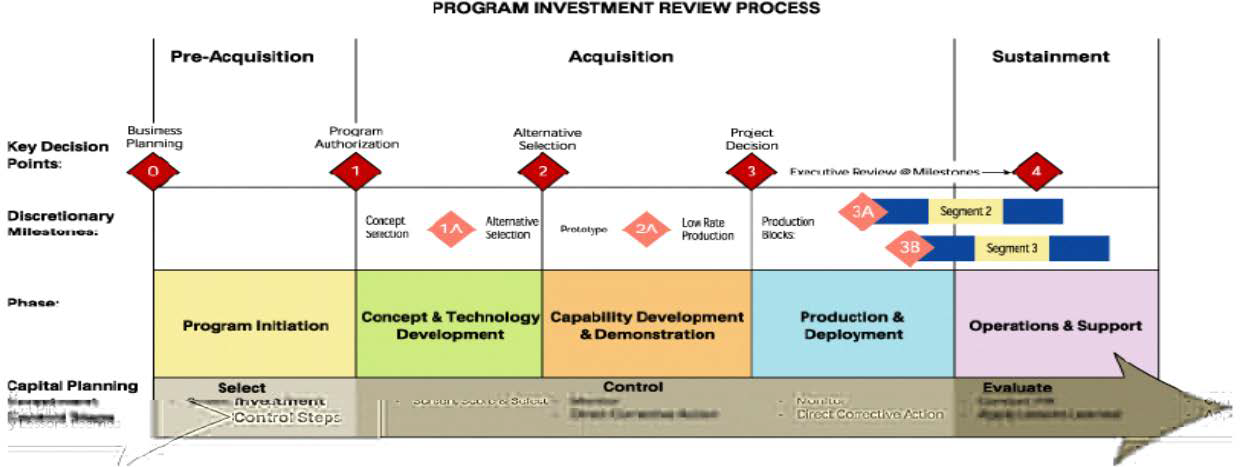 PROGRAM INVESTMENT REVIEW PROCESS
Pre-Acquisition
Acquisition
Sustainment
Key Decision
Points:
Business
Planning
Program
Authorization
Alternative
Selection
Project
Decision
0
1
2
3
Executive Review @ Milestones
4
Discretionary
Milestones:
Concept
Selection
1A
Alternative
Selection
Prototype
2A
Low Rate
Production
Production
Blocks:
3A
Segment 2
3B
Segment 3
Phase:
Program Initiation
Concept & Technology
Development
Capability Development
& Demonstration
Production &
Deployment
Operations & Support
Capital Planning
Select
Control
Evaluate
Investment
Control Steps
- Screen, Score & Select
- Monitor
- Direct Corrective Action
- Monitor
- Direct Corrective Action
Apply Lessons Learned